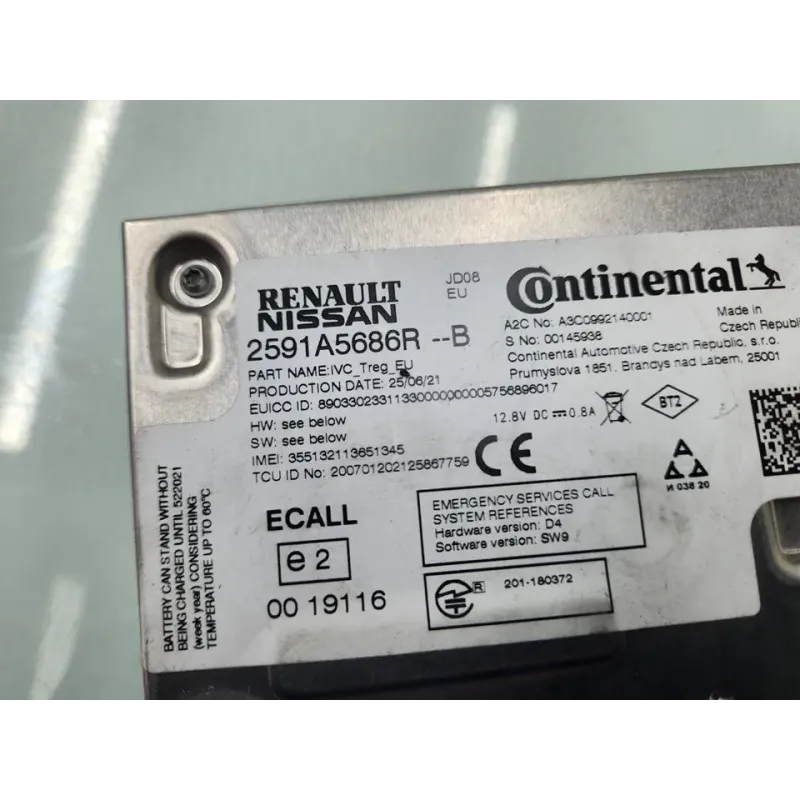 RENAULT
NISSAN
JD08
EU
Continental
2591A5686R --B
A2C No: A3C0992140001
S No: 00145938
Made in
Czech Republi
Continental Automotive Czech Republic. s.r.o.
Prumyslova 1851. Brandys nad Labem, 25001
PART NAME:IVC_Treg_EU
PRODUCTION DATE: 25/06/21
EUICC ID: 89033023311330000000005756896017
HW: see below
SW: see below
IMEI: 355132113651345
TCU ID No: 200701202125867759
12.8V DC 0.8A
BT2
CE
И 038 20
BATTERY CAN STAND WITHOUT
BEING CHARGED UNTIL 522021
(week year) CONSIDERING
TEMPERATURE UP TO 60°C
ECALL
e2
00 19116
EMERGENCY SERVICES CALL
SYSTEM REFERENCES
Hardware version: D4
Software version: SW9
R 201-180372